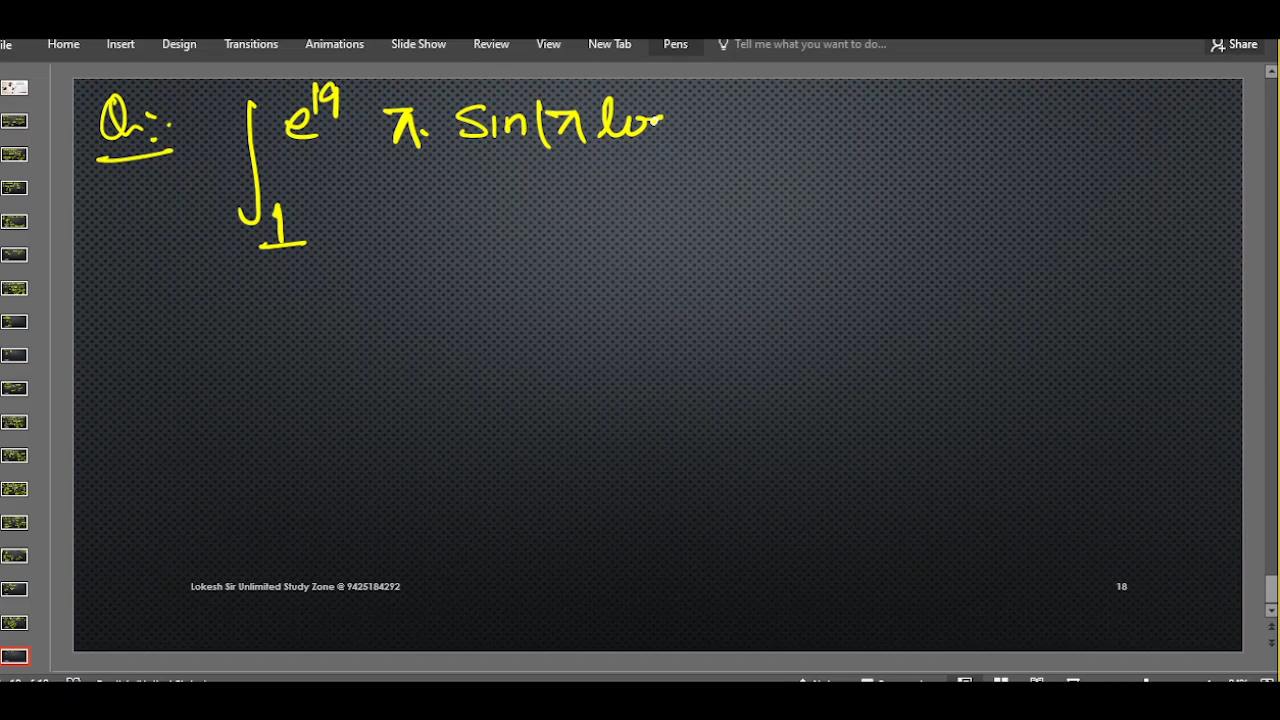 File Home Insert Design Transitions Animations Slide Show Review View New Tab Pens Tell me what you want to do... Share
Qn:- ∫ e^19 π. Sin(π lo
1
Lokesh Sir Unlimited Study Zone @ 9425184292 18